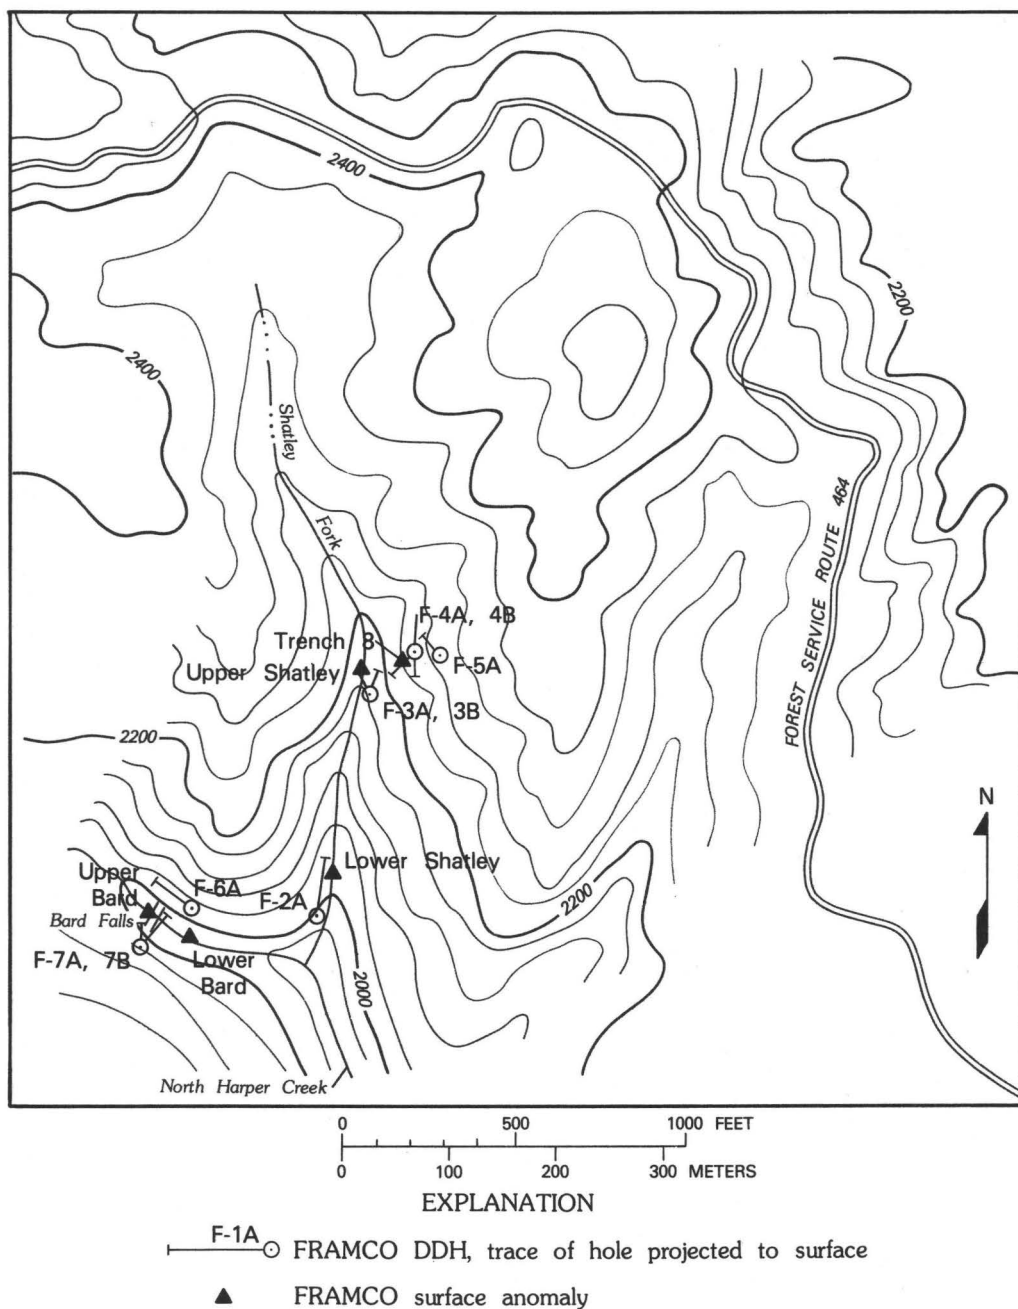 2400
2200
2400
Shatley
Fork
FOREST SERVICE ROUTE 464
F-4A, 4B
Trench 8
F-5A
Upper Shatley
F-3A, 3B
2200
N
Lower Shatley
Upper
Bard
F-6A
F-2A
2200
Bard Falls
F-7A, 7B
Lower
Bard
2000
North Harper Creek
0 500 1000 FEET
0 100 200 300 METERS
EXPLANATION
F-1A
FRAMCO DDH, trace of hole projected to surface
FRAMCO surface anomaly